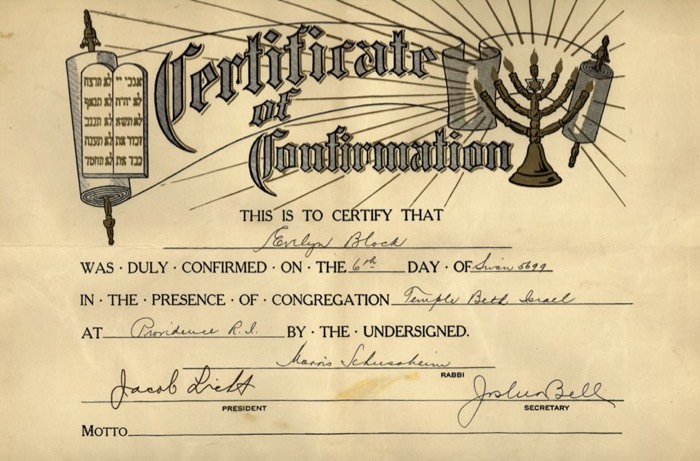 Certificate
of
Confirmation
אנכי יי לא תרצח
לא יהיה לא תנאף
לא תשא לא תגנב
זכור את לא תענה
כבד את לא תחמד
THIS IS TO CERTIFY THAT
Evelyn Block
WAS · DULY · CONFIRMED · ON · THE 6th DAY · OF Sivan 5699
IN · THE · PRESENCE · OF · CONGREGATION Temple Beth Israel
AT Providence R.I. BY · THE · UNDERSIGNED.
Morris Schussheim
RABBI
Jacob Licht Joshua Bell
PRESIDENT SECRETARY
MOTTO